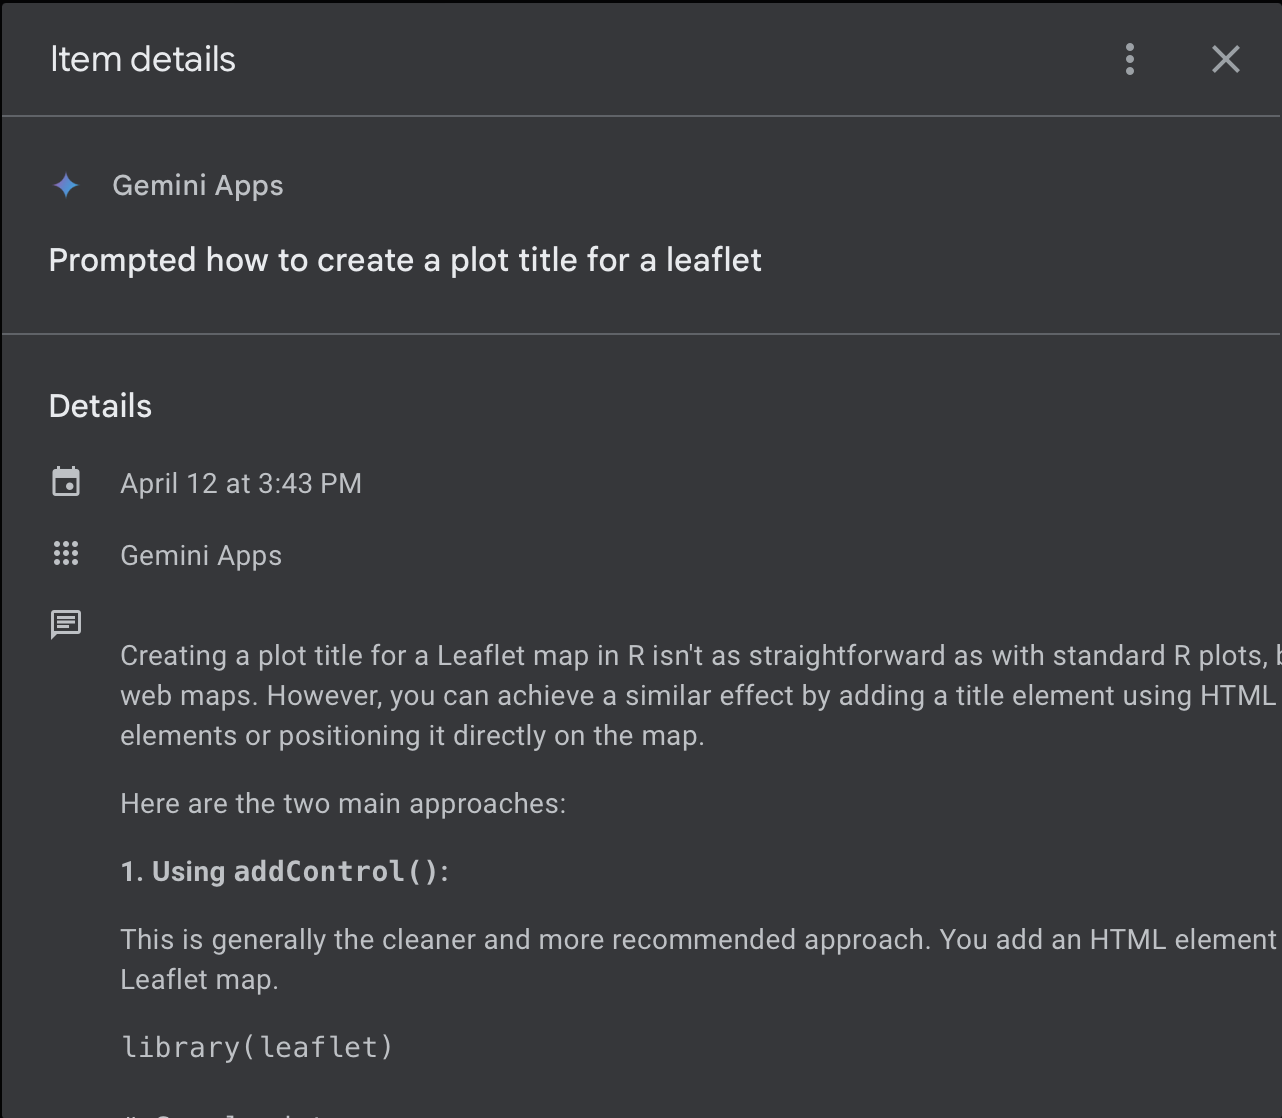 Item details
Gemini Apps
Prompted how to create a plot title for a leaflet
Details
April 12 at 3:43 PM
Gemini Apps
Creating a plot title for a Leaflet map in R isn't as straightforward as with standard R plots,
web maps. However, you can achieve a similar effect by adding a title element using HTML
elements or positioning it directly on the map.
Here are the two main approaches:
1. Using addControl():
This is generally the cleaner and more recommended approach. You add an HTML element
Leaflet map.
library(leaflet)